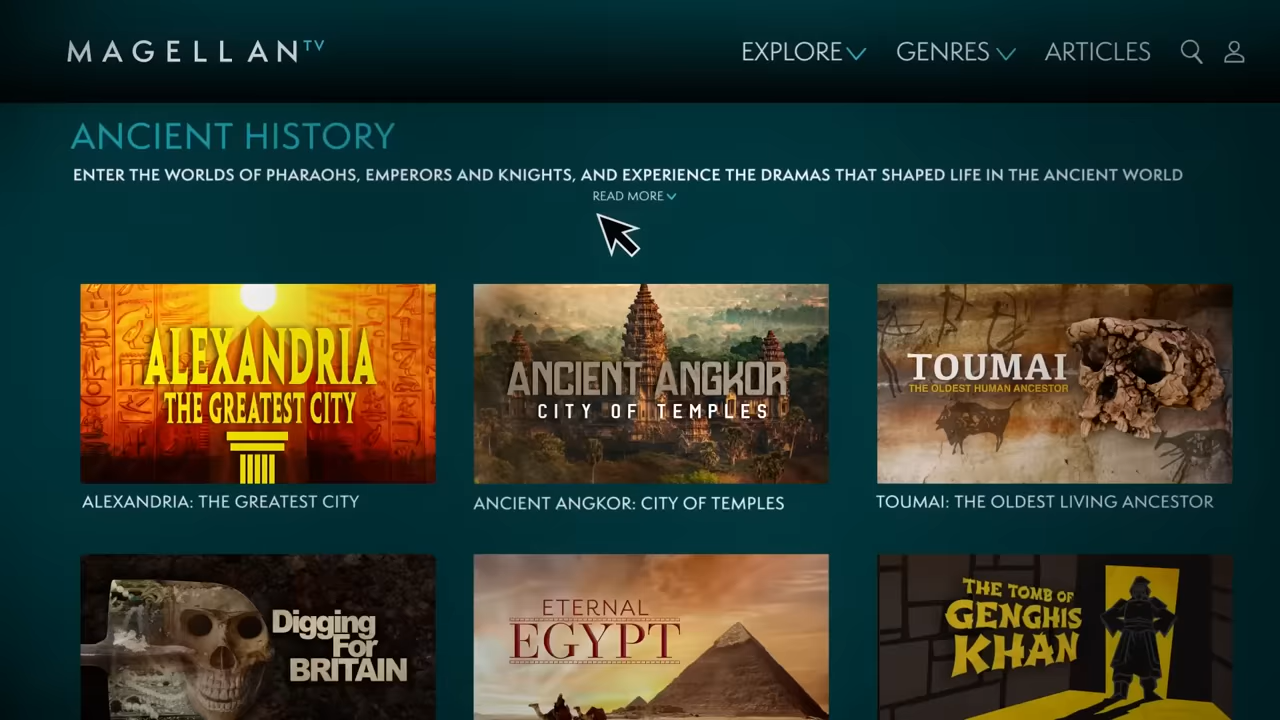 MAGELLANTV
EXPLORE
GENRES
ARTICLES
ANCIENT HISTORY
ENTER THE WORLDS OF PHARAOHS, EMPERORS AND KNIGHTS, AND EXPERIENCE THE DRAMAS THAT SHAPED LIFE IN THE ANCIENT WORLD
READ MORE
ALEXANDRIA
THE GREATEST CITY
ANCIENT ANGKOR
CITY OF TEMPLES
TOUMAI
THE OLDEST HUMAN ANCESTOR
ALEXANDRIA: THE GREATEST CITY
ANCIENT ANGKOR: CITY OF TEMPLES
TOUMAI: THE OLDEST LIVING ANCESTOR
Digging
For
BRITAIN
ETERNAL
EGYPT
THE TOMB OF
GENGHIS
KHAN